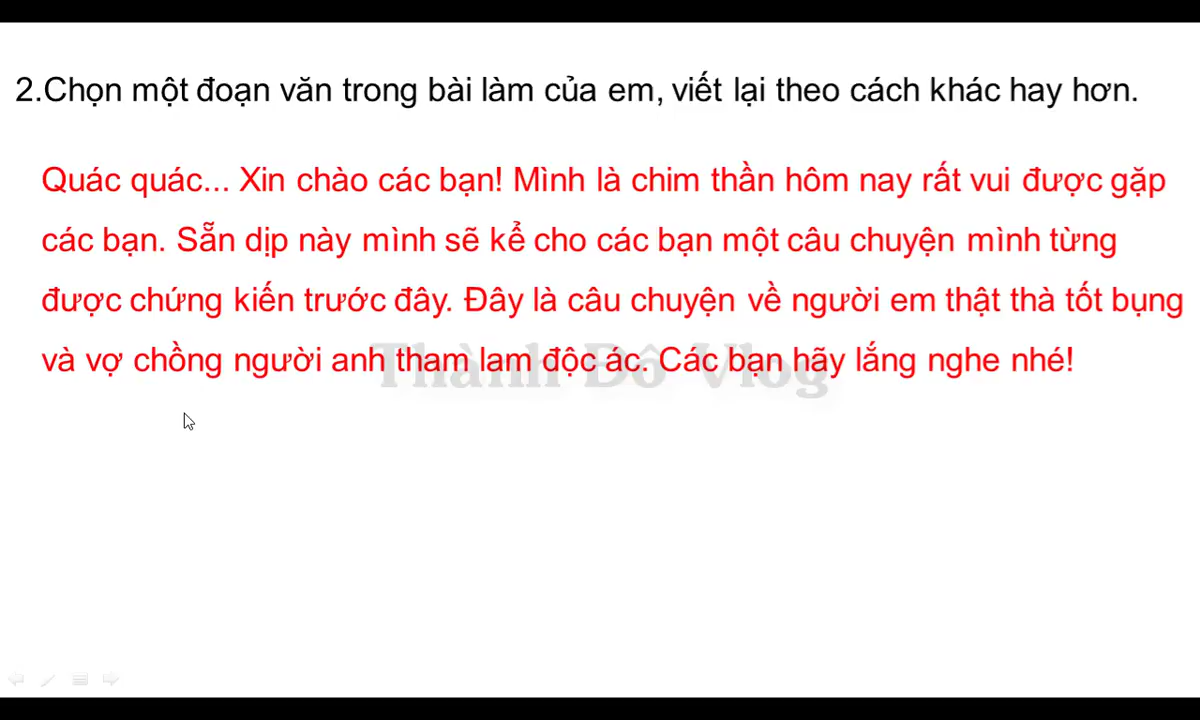 2.Chọn một đoạn văn trong bài làm của em, viết lại theo cách khác hay hơn.
Quác quác... Xin chào các bạn! Mình là chim thần hôm nay rất vui được gặp
các bạn. Sẵn dịp này mình sẽ kể cho các bạn một câu chuyện mình từng
được chứng kiến trước đây. Đây là câu chuyện về người em thật thà tốt bụng
và vợ chồng người anh tham lam độc ác. Các bạn hãy lắng nghe nhé!
Thành Đô Vlog